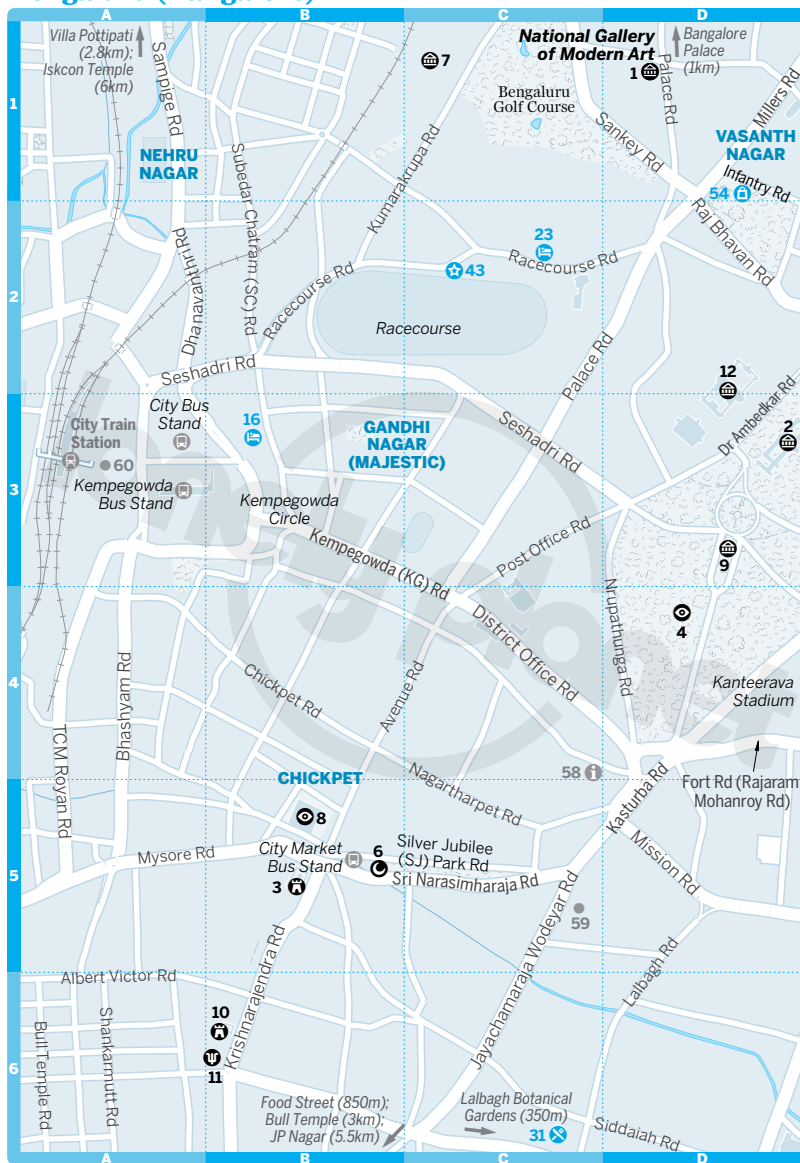 A
B
C
D
Villa Pottipati
(2.8km);
Iskcon Temple
(6km)
Sampige Rd
7
National Gallery
of Modern Art
1
Bangalore
Palace
(1km)
Palace Rd
Millers Rd
1
Bengaluru
Golf Course
Sankey Rd
VASANTH
NAGAR
NEHRU
NAGAR
Subedar Chatram (SC) Rd
Kumarakrupa Rd
Infantry Rd
54
Raj Bhavan Rd
23
Racecourse Rd
Dhanavanthri Rd
Racecourse Rd
43
2
Racecourse
Palace Rd
Seshadri Rd
12
City Bus
Stand
16
City Train
Station
60
GANDHI
NAGAR
(MAJESTIC)
Seshadri Rd
Dr Ambedkar Rd
2
3
Kempegowda
Bus Stand
Kempegowda
Circle
Kempegowda (KG) Rd
Post Office Rd
9
lonely planet
Nrupathunga Rd
4
District Office Rd
4
Bhashyam Rd
Chickpet Rd
Avenue Rd
Kanteerava
Stadium
TCM Royan Rd
58
CHICKPET
Nagartharpet Rd
Kasturba Rd
Fort Rd (Rajaram
Mohanroy Rd)
8
Mysore Rd
City Market
Bus Stand
6
Silver Jubilee
(SJ) Park Rd
Mission Rd
5
3
Sri Narasimharaja Rd
59
Jayachamaraja Wodeyar Rd
Krishnarajendra Rd
Lalbagh Rd
Albert Victor Rd
10
Bull Temple Rd
Shankarmutt Rd
6
11
Food Street (850m);
Bull Temple (3km);
JP Nagar (5.5km)
Lalbagh Botanical
Gardens (350m)
31
Siddaiah Rd
A
B
C
D